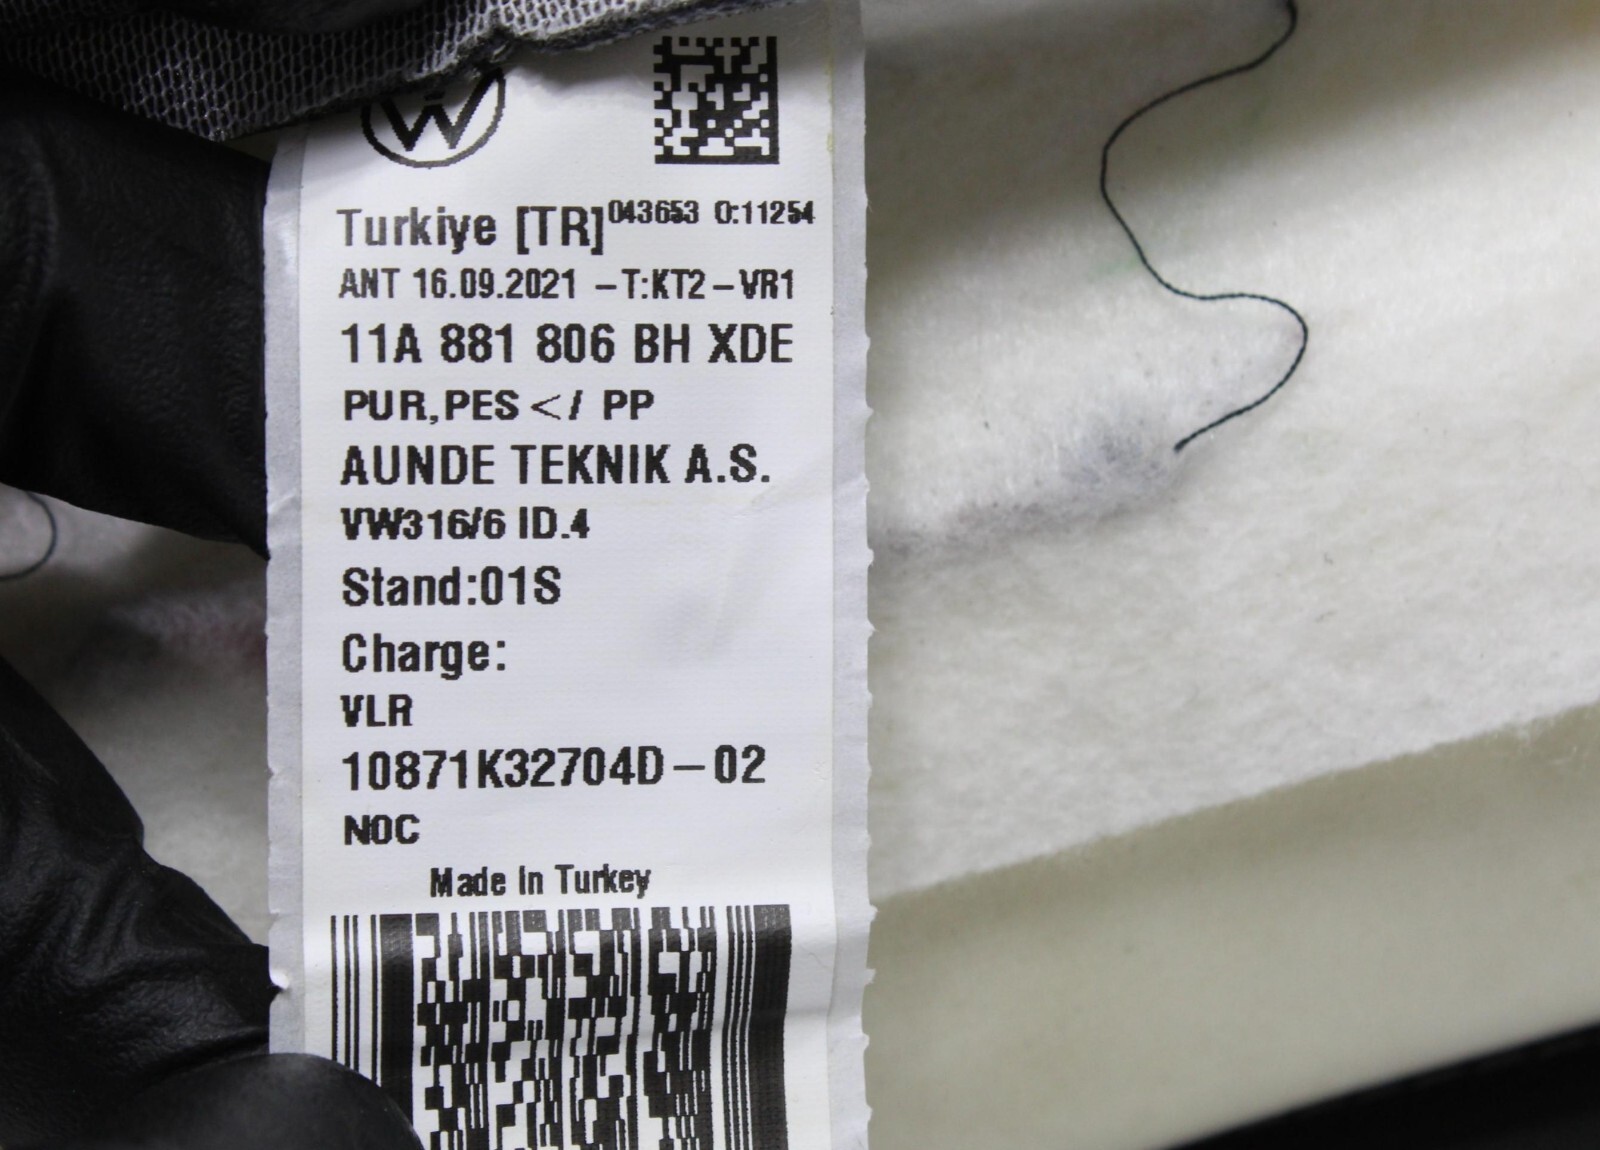 Turkiye [TR] 043653 0:11254
ANT 16.09.2021 -T:KT2-VR1
11A 881 806 BH XDE
PUR,PES </ PP
AUNDE TEKNIK A.S.
VW316/6 ID.4
Stand:01S
Charge:
VLR
10871K32704D-02
NOC
Made In Turkey